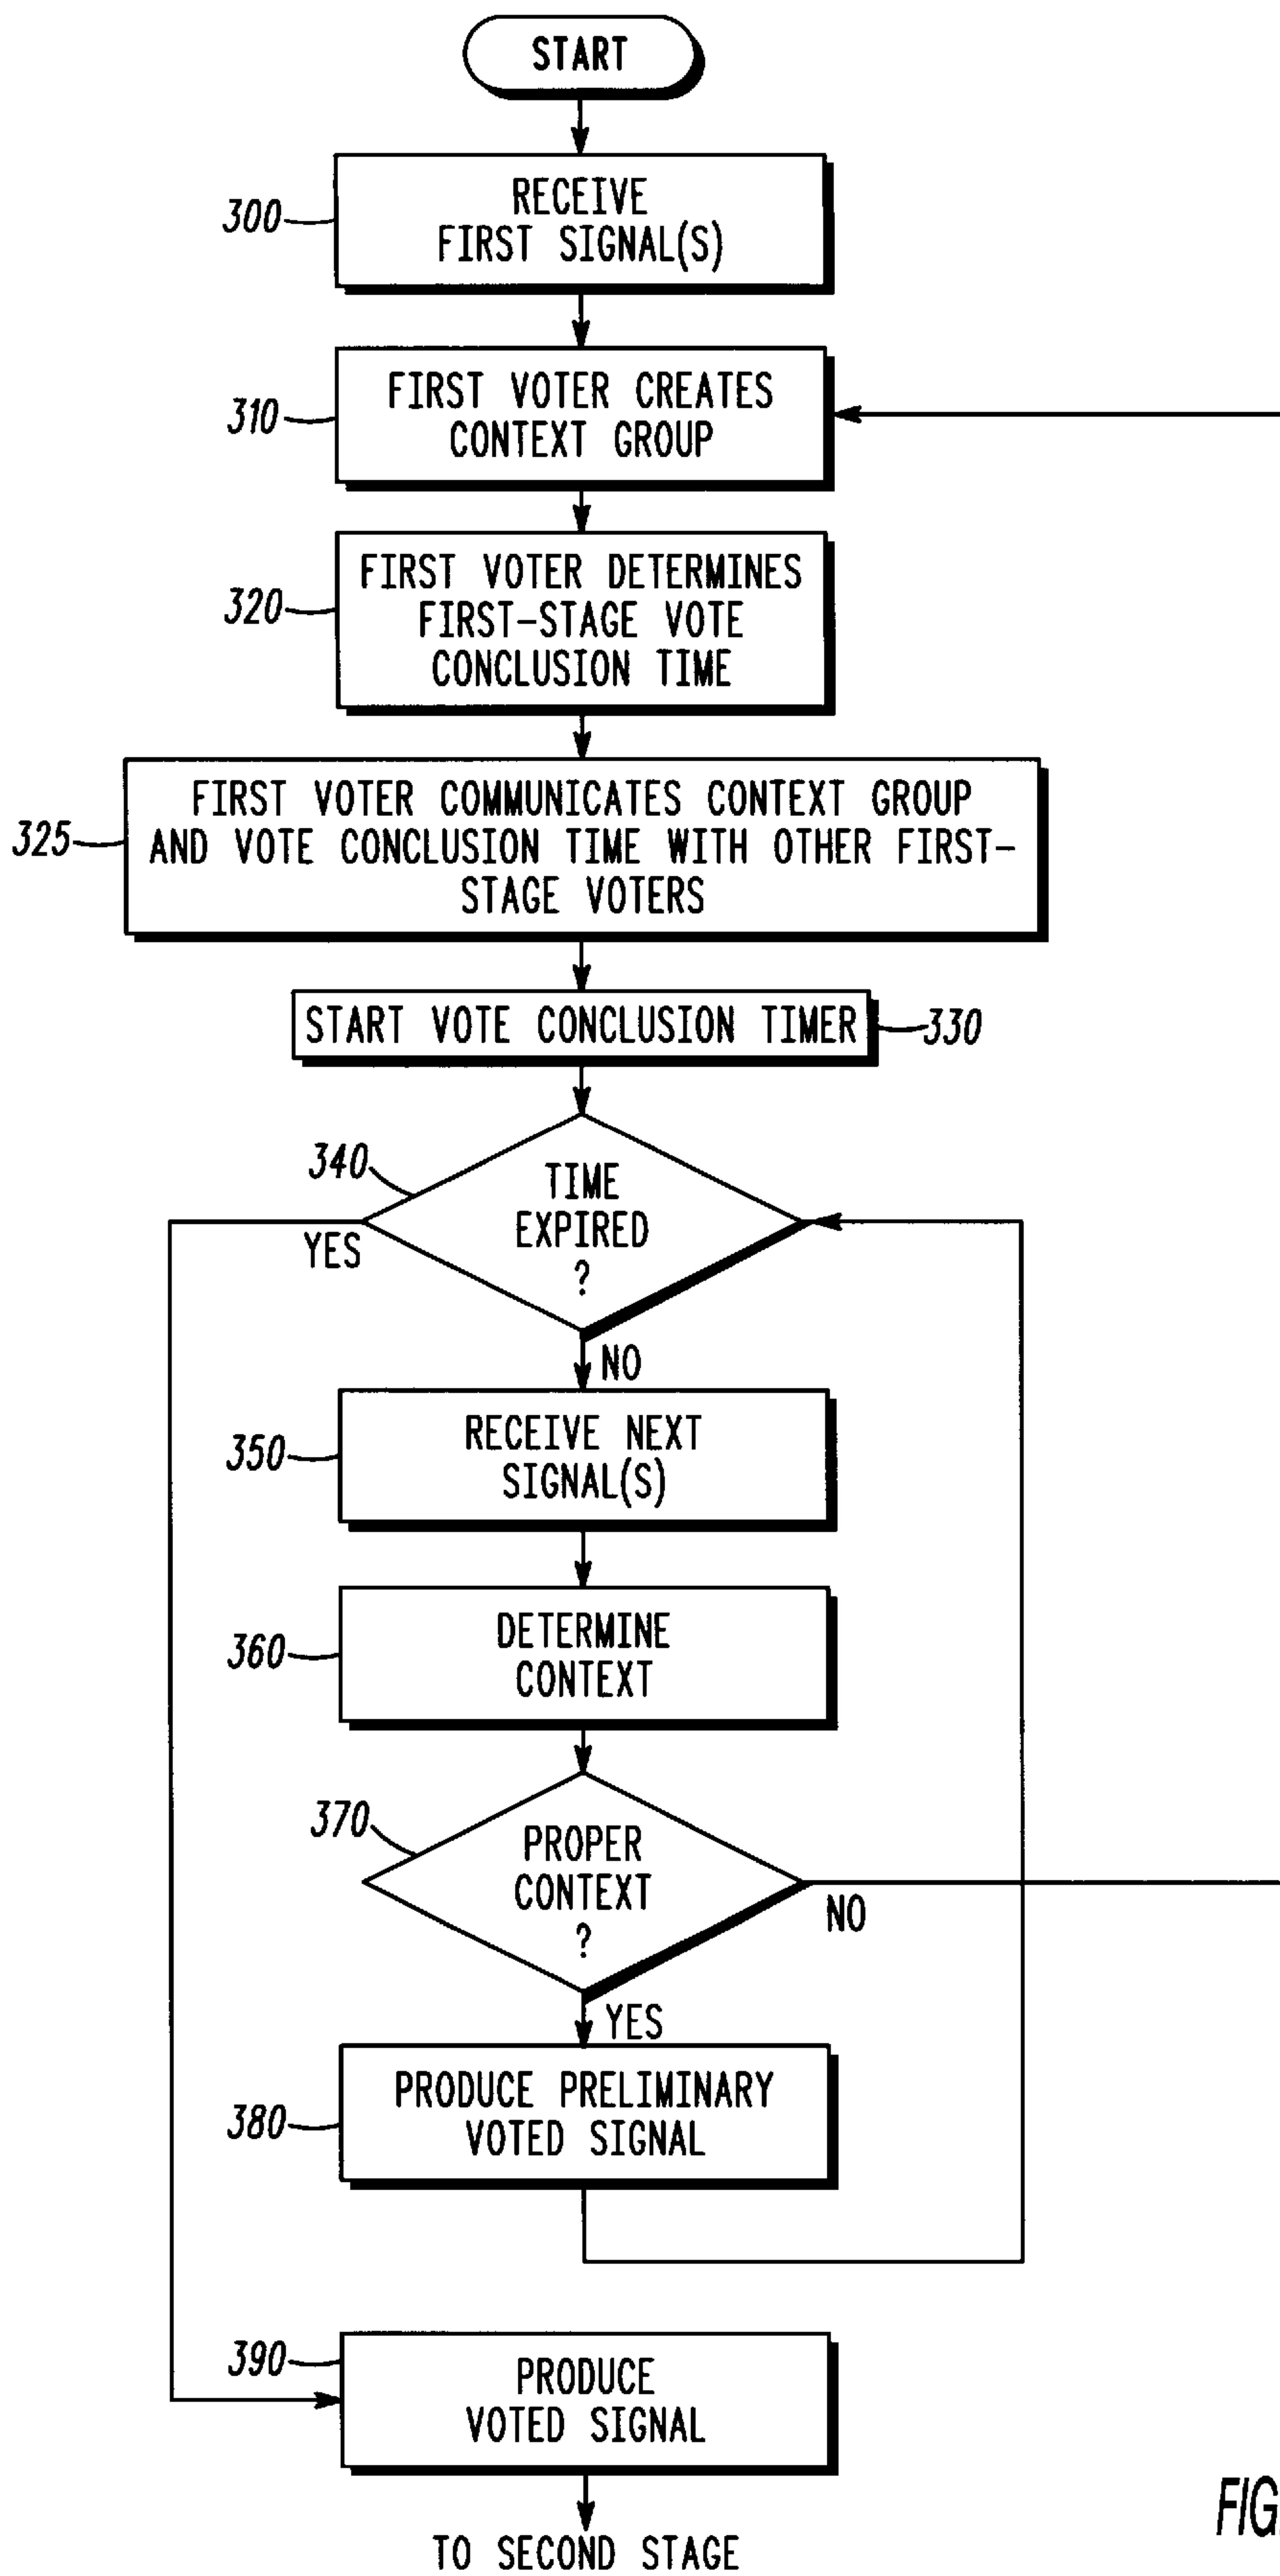 START
300
RECEIVE
FIRST SIGNAL(S)
310
FIRST VOTER CREATES
CONTEXT GROUP
320
FIRST VOTER DETERMINES
FIRST-STAGE VOTE
CONCLUSION TIME
325
FIRST VOTER COMMUNICATES CONTEXT GROUP
AND VOTE CONCLUSION TIME WITH OTHER FIRST-
STAGE VOTERS
START VOTE CONCLUSION TIMER
330
340
TIME
EXPIRED
?
YES
NO
350
RECEIVE NEXT
SIGNAL(S)
360
DETERMINE
CONTEXT
370
PROPER
CONTEXT
?
NO
YES
380
PRODUCE PRELIMINARY
VOTED SIGNAL
390
PRODUCE
VOTED SIGNAL
TO SECOND STAGE
FIG.